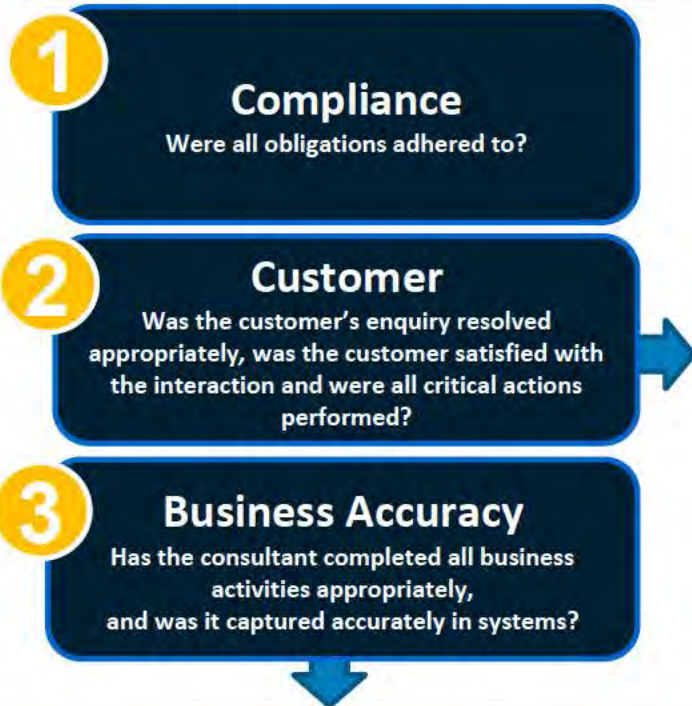 1
Compliance
Were all obligations adhered to?
2
Customer
Was the customer's enquiry resolved
appropriately, was the customer satisfied with
the interaction and were all critical actions
performed?
3
Business Accuracy
Has the consultant completed all business
activities appropriately,
and was it captured accurately in systems?